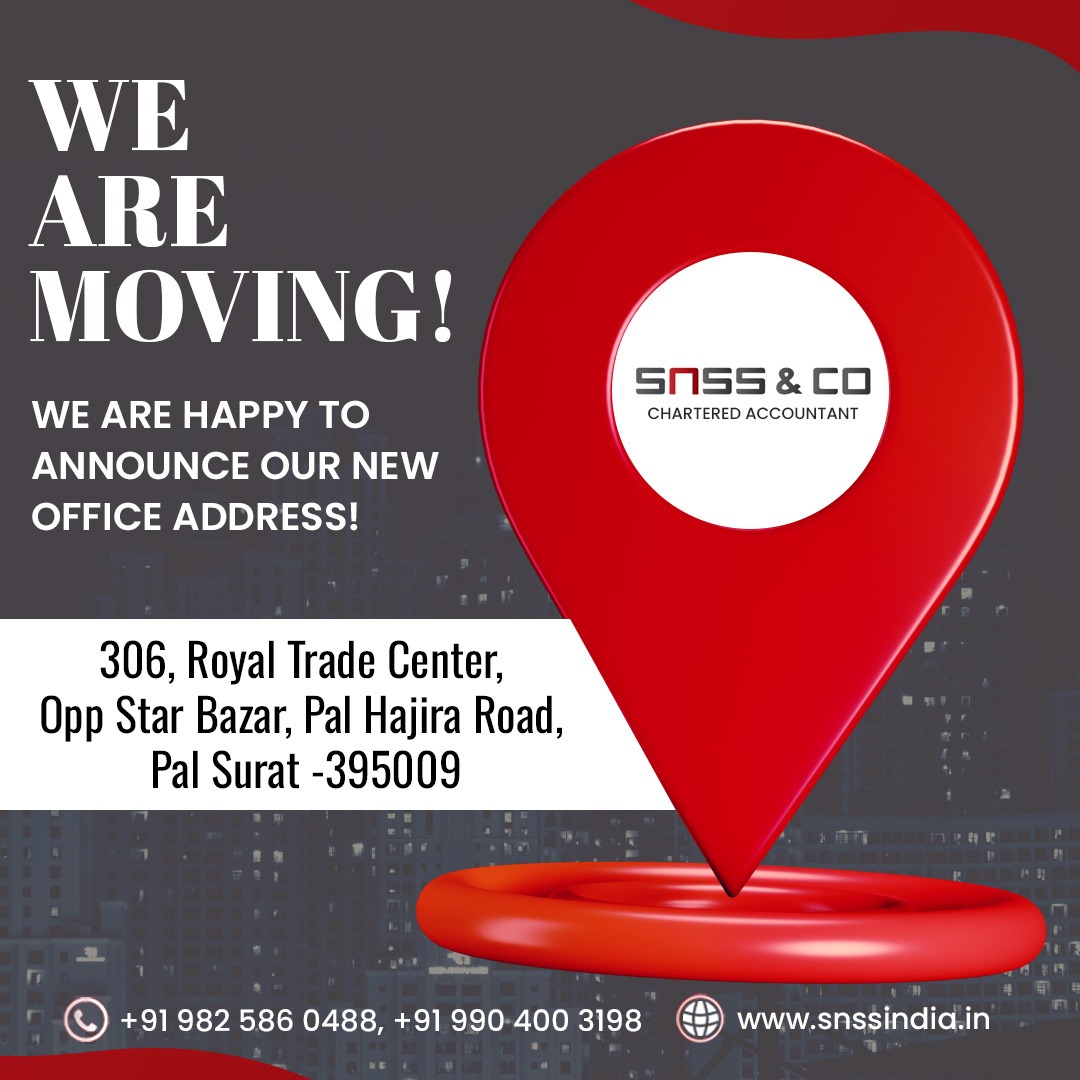 WE
ARE
MOVING!
WE ARE HAPPY TO
ANNOUNCE OUR NEW
OFFICE ADDRESS!
SNSS & CO
CHARTERED ACCOUNTANT
306, Royal Trade Center,
Opp Star Bazar, Pal Hajira Road,
Pal Surat -395009
+91 982 586 0488, +91 990 400 3198
www.snssindia.in